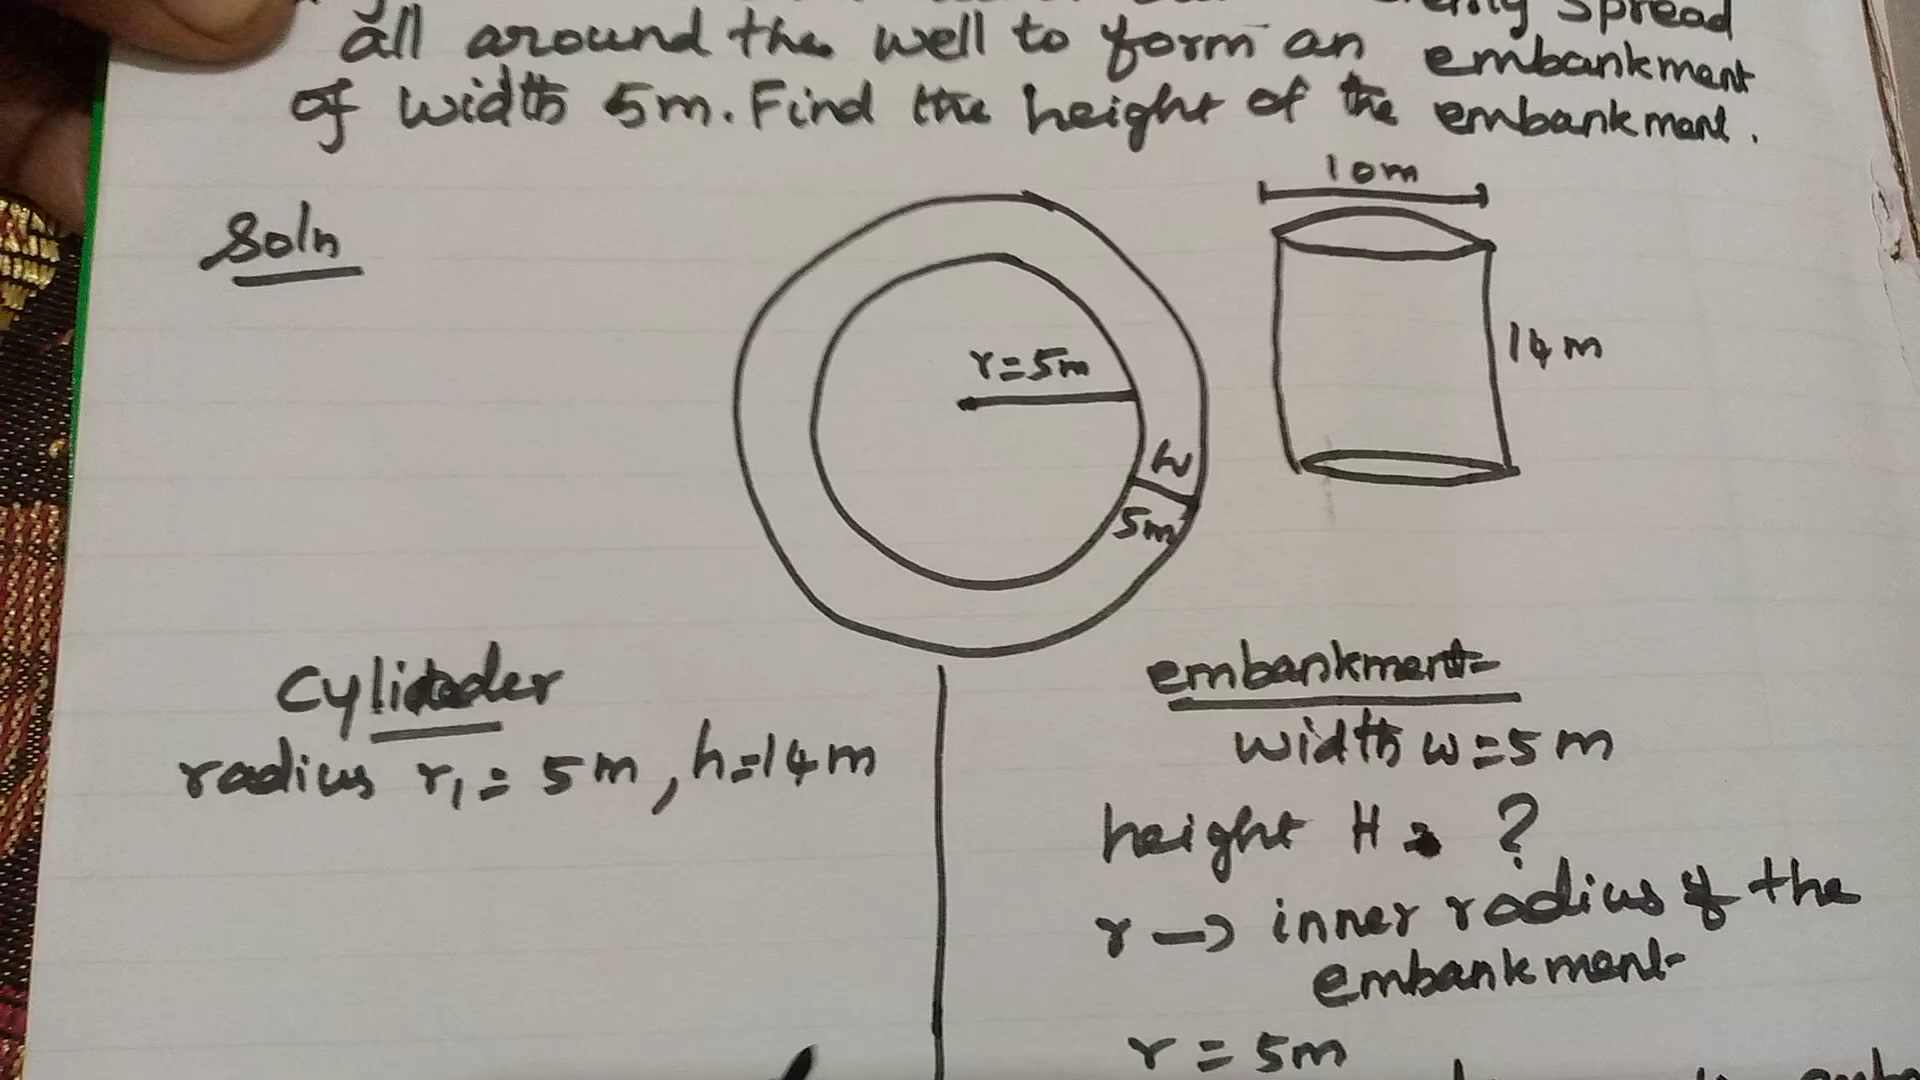 spread
all around the well to form an embankment
of width 5m. Find the height of the embankment.
10m
Soln
14m
r=5m
w
5m
Cylinder
radius r₁ = 5m, h=14m
embankment
width w=5m
height H = ?
r → inner radius of the
embankment
r = 5m